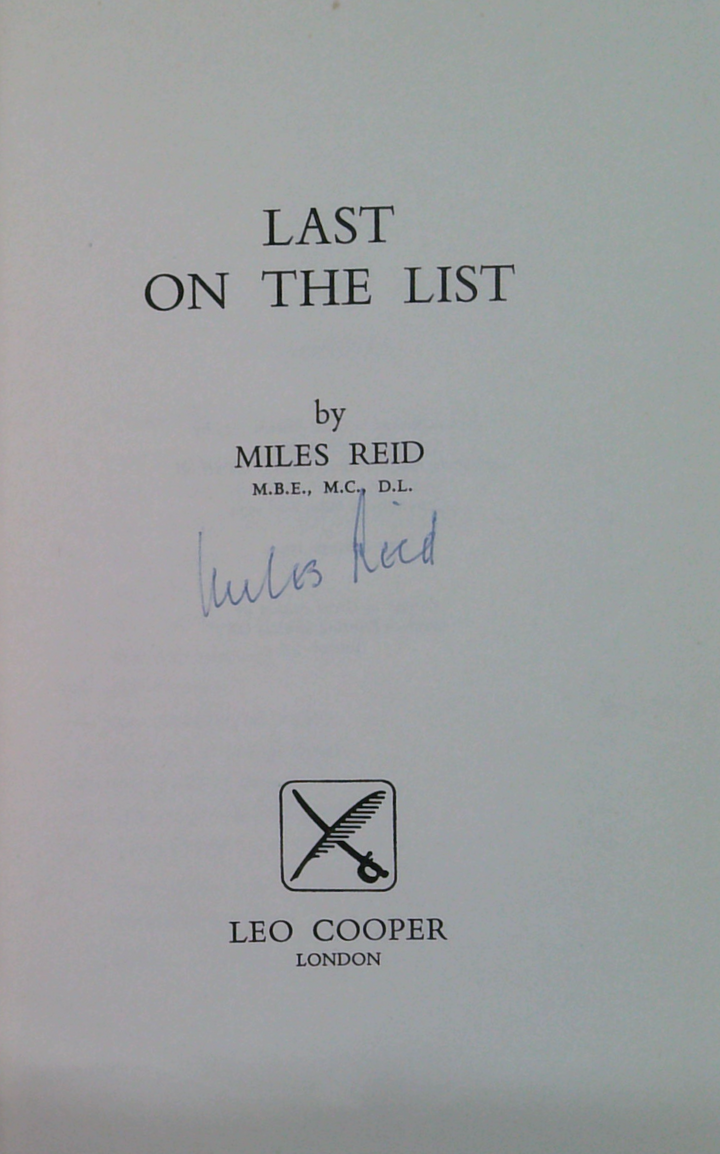 LAST
ON THE LIST
by
MILES REID
M.B.E., M.C., D.L.
Miles Reid
LEO COOPER
LONDON